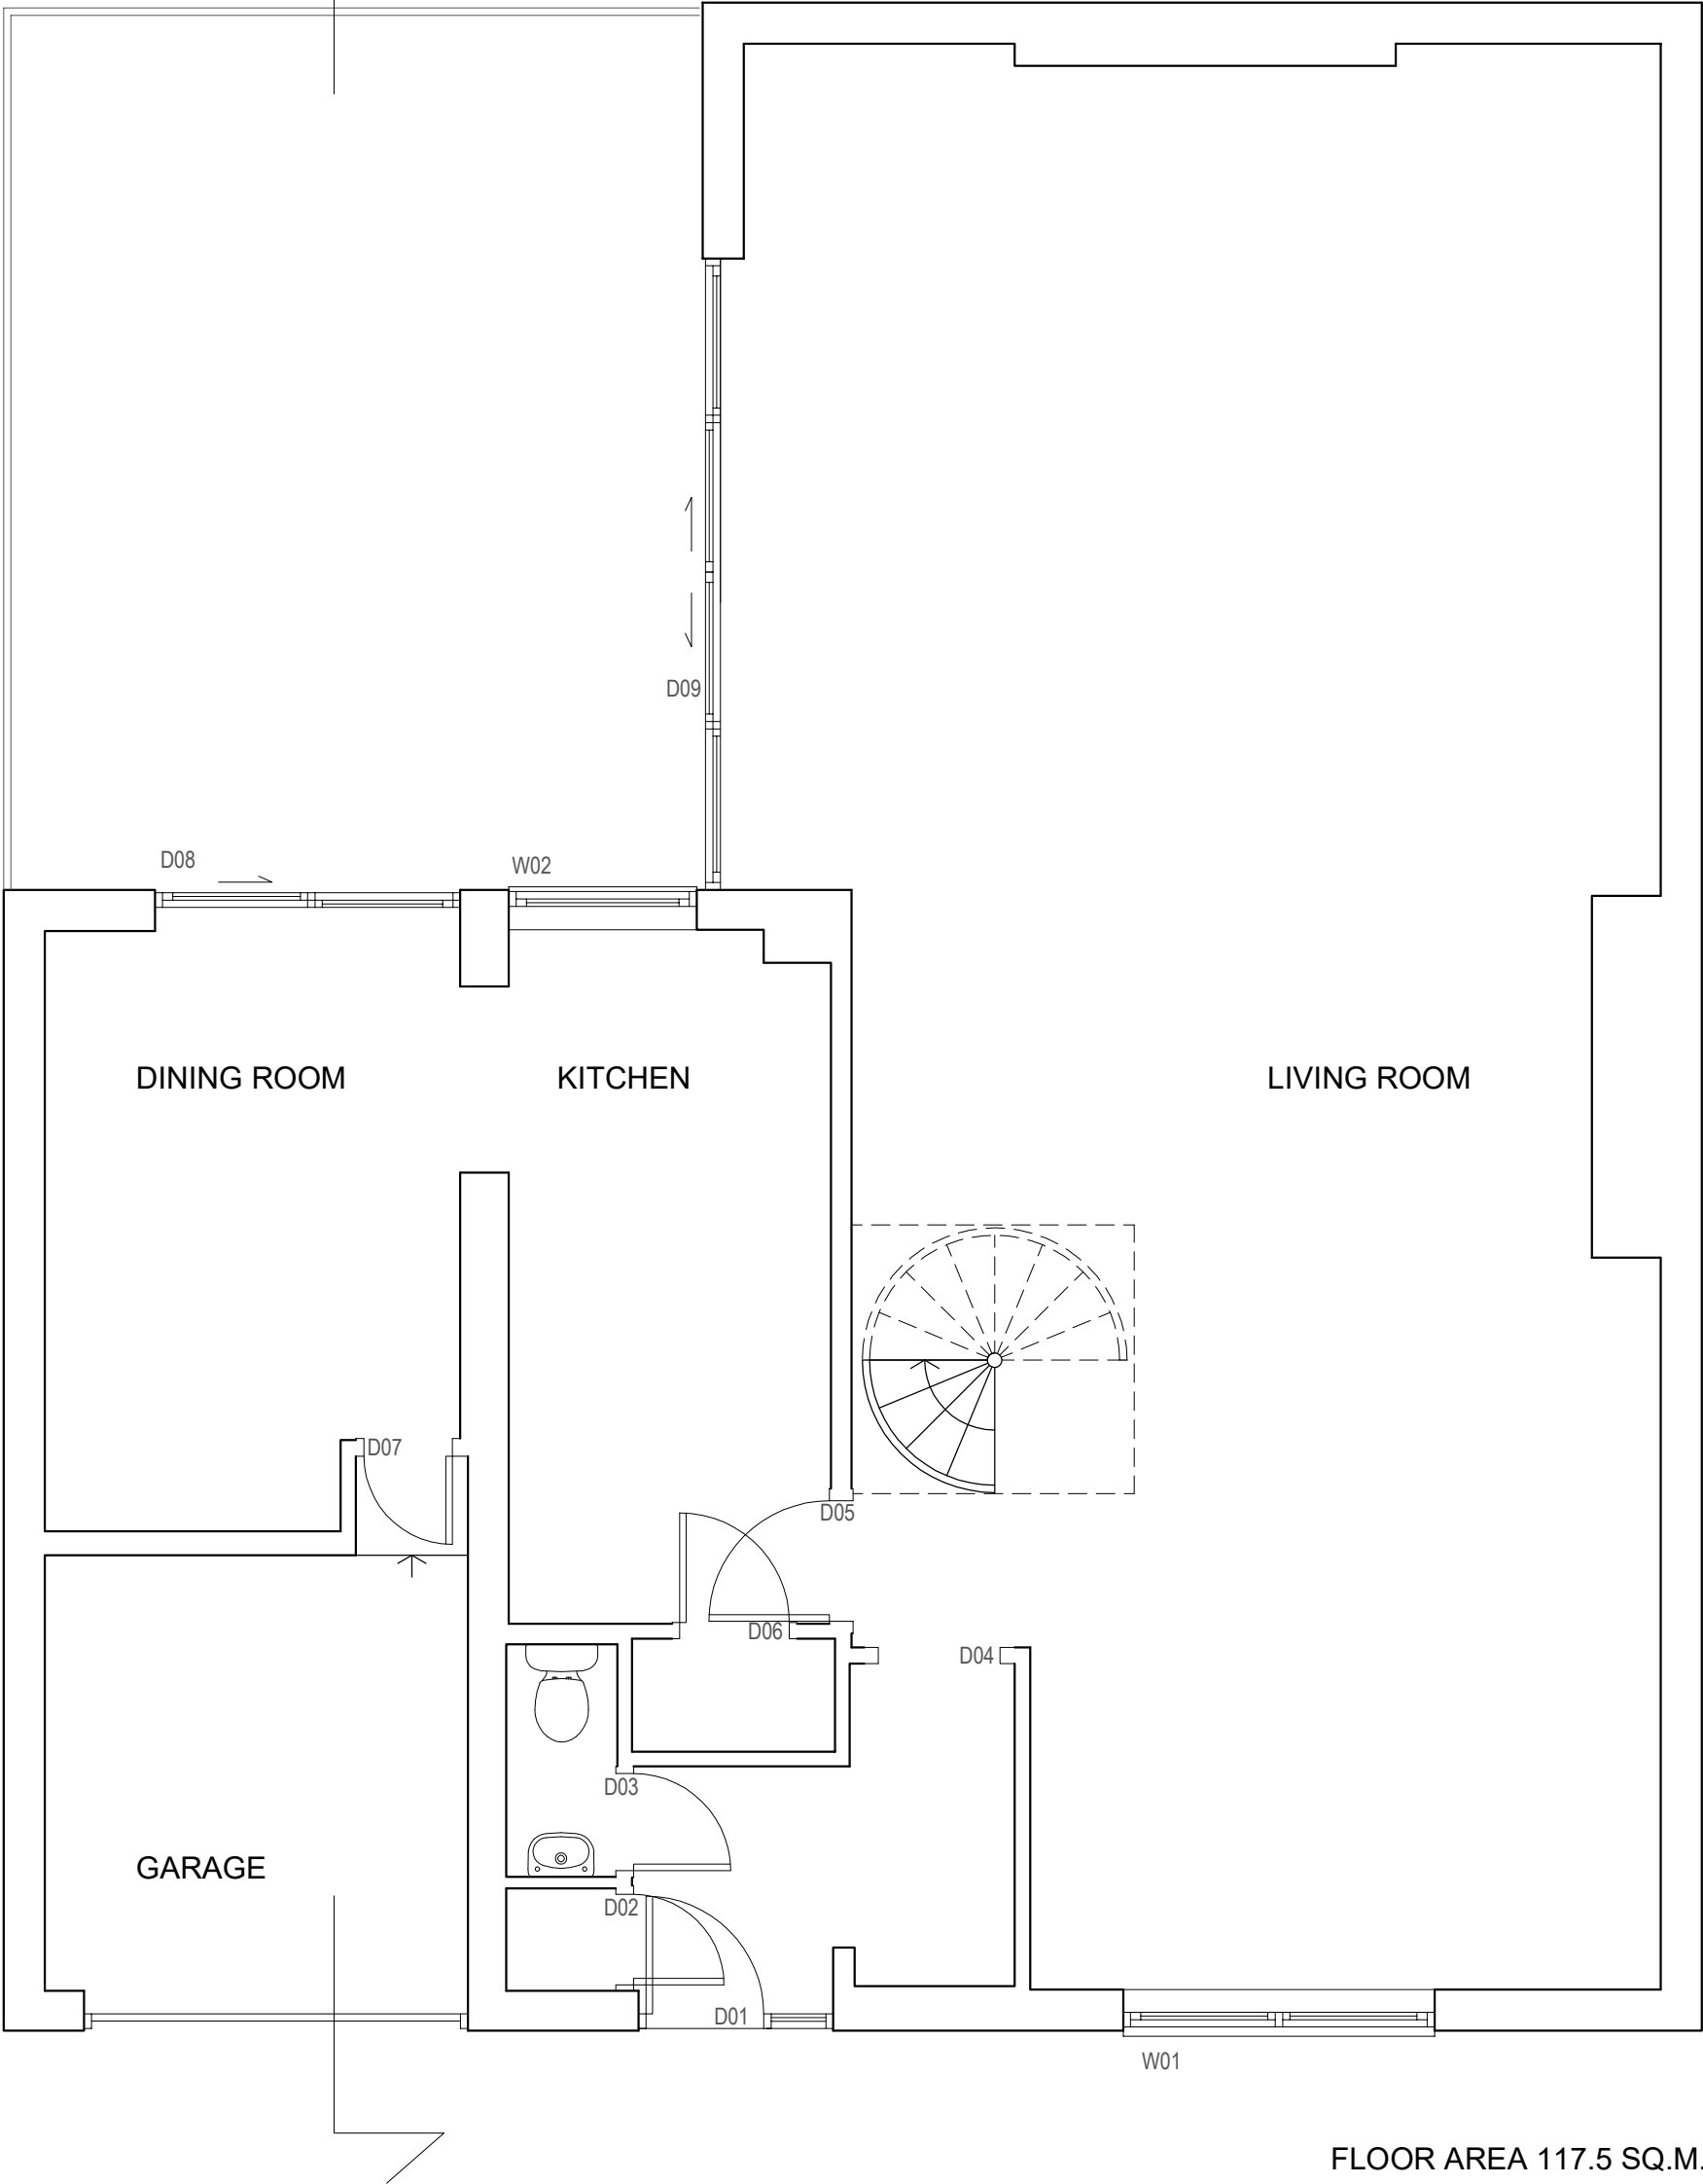 D09
D08
W02
DINING ROOM
KITCHEN
LIVING ROOM
D07
D05
D06
D04
D03
GARAGE
D02
D01
W01
FLOOR AREA 117.5 SQ.M.